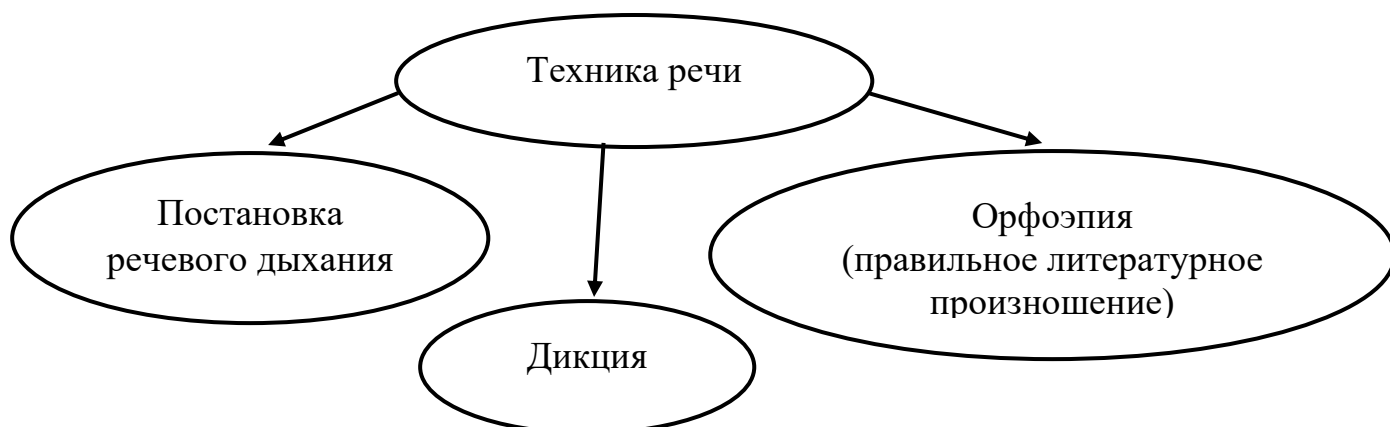 Техника речи
Постановка
речевого дыхания
Орфоэпия
(правильное литературное
произношение)
Дикция